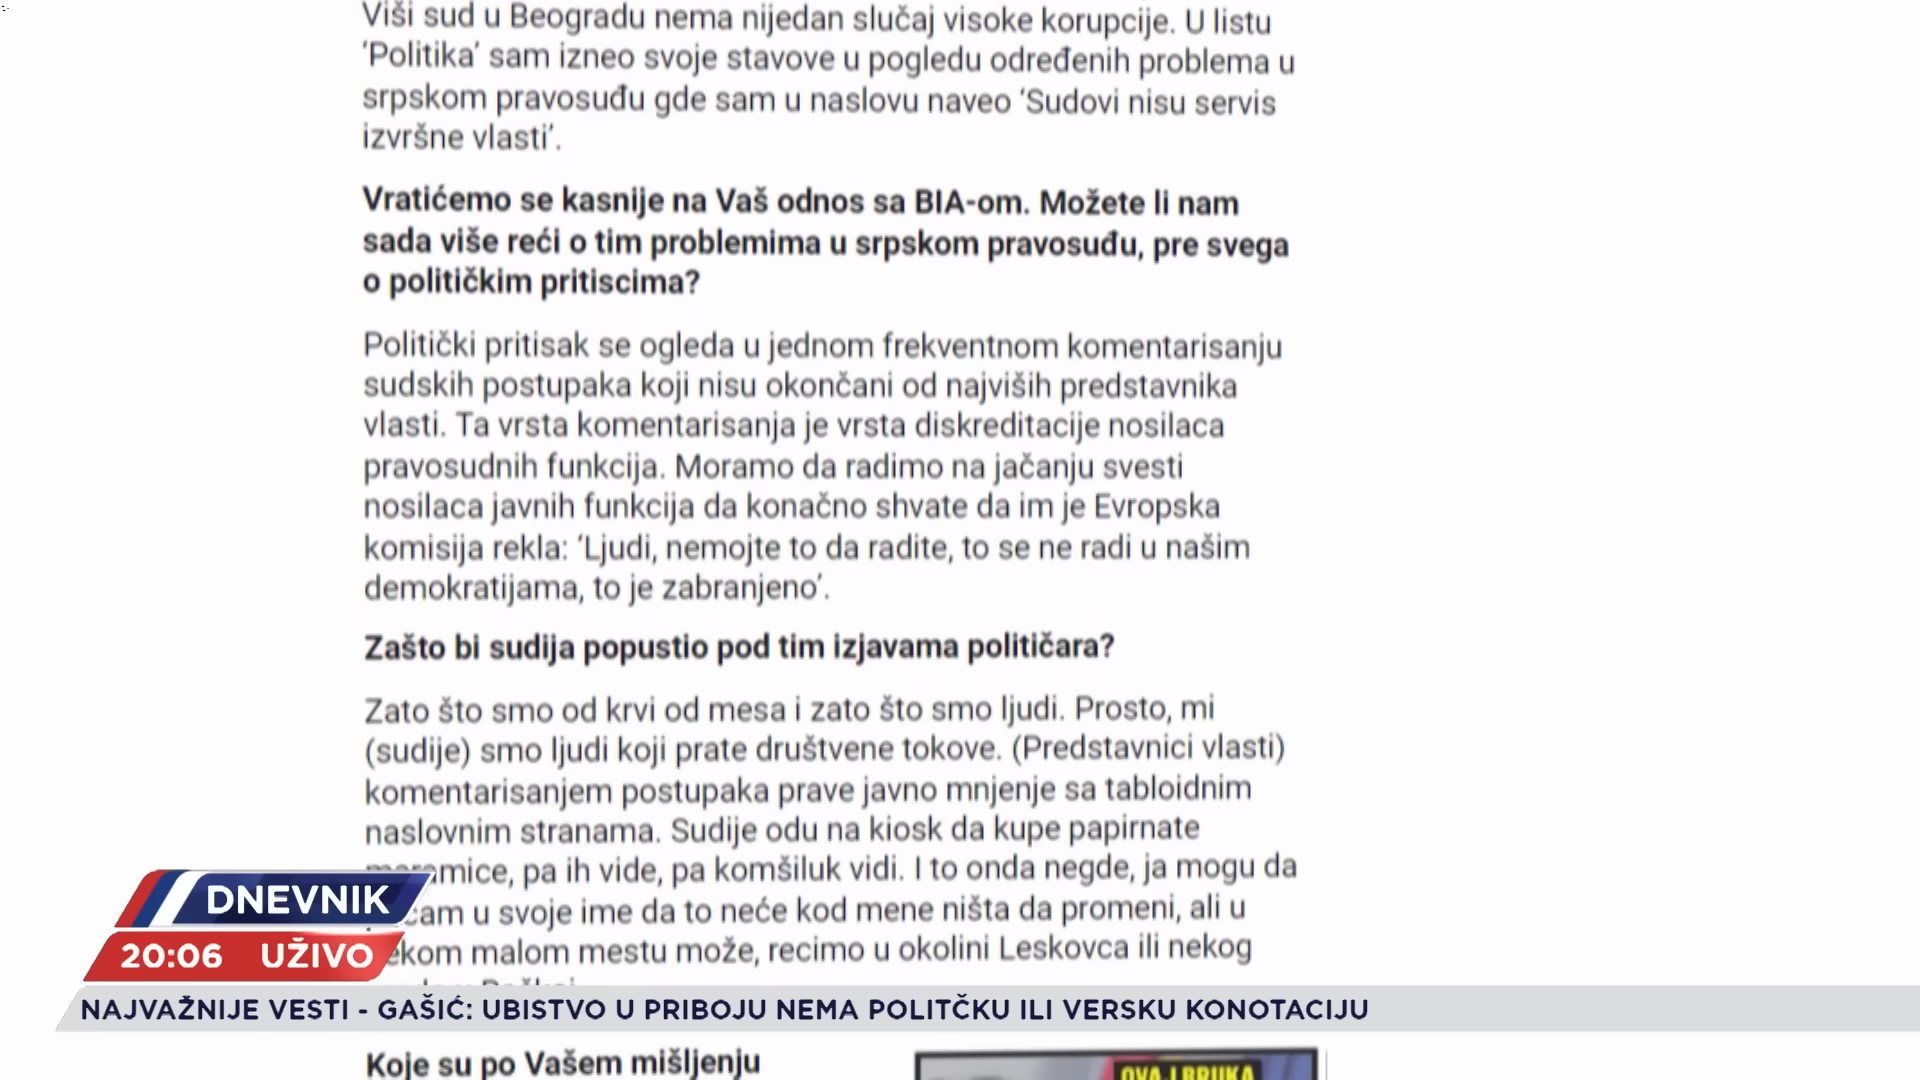 Viši sud u Beogradu nema nijedan slučaj visoke korupcije. U listu
‘Politika’ sam izneo svoje stavove u pogledu određenih problema u
srpskom pravosuđu gde sam u naslovu naveo ‘Sudovi nisu servis
izvršne vlasti’.
Vratićemo se kasnije na Vaš odnos sa BIA-om. Možete li nam
sada više reći o tim problemima u srpskom pravosuđu, pre svega
o političkim pritiscima?
Politički pritisak se ogleda u jednom frekventnom komentarisanju
sudskih postupaka koji nisu okončani od najviših predstavnika
vlasti. Ta vrsta komentarisanja je vrsta diskreditacije nosilaca
pravosudnih funkcija. Moramo da radimo na jačanju svesti
nosilaca javnih funkcija da konačno shvate da im je Evropska
komisija rekla: ‘Ljudi, nemojte to da radite, to se ne radi u našim
demokratijama, to je zabranjeno’.
Zašto bi sudija popustio pod tim izjavama političara?
Zato što smo od krvi od mesa i zato što smo ljudi. Prosto, mi
(sudije) smo ljudi koji prate društvene tokove. (Predstavnici vlasti)
komentarisanjem postupaka prave javno mnjenje sa tabloidnim
naslovnim stranama. Sudije odu na kiosk da kupe papirnate
pa ih vide, pa komšiluk vidi. I to onda negde, ja mogu da
u svoje ime da to neće kod mene ništa da promeni, ali u
malom mestu može, recimo u okolini Leskovca ili nekog
DNEVNIK
20:06 UŽIVO
NAJVAŽNIJE VESTI - GAŠIĆ: UBISTVO U PRIBOJU NEMA POLITČKU ILI VERSKU KONOTACIJU
Koje su po Vašem mišljenju
OVAJ BRUKA